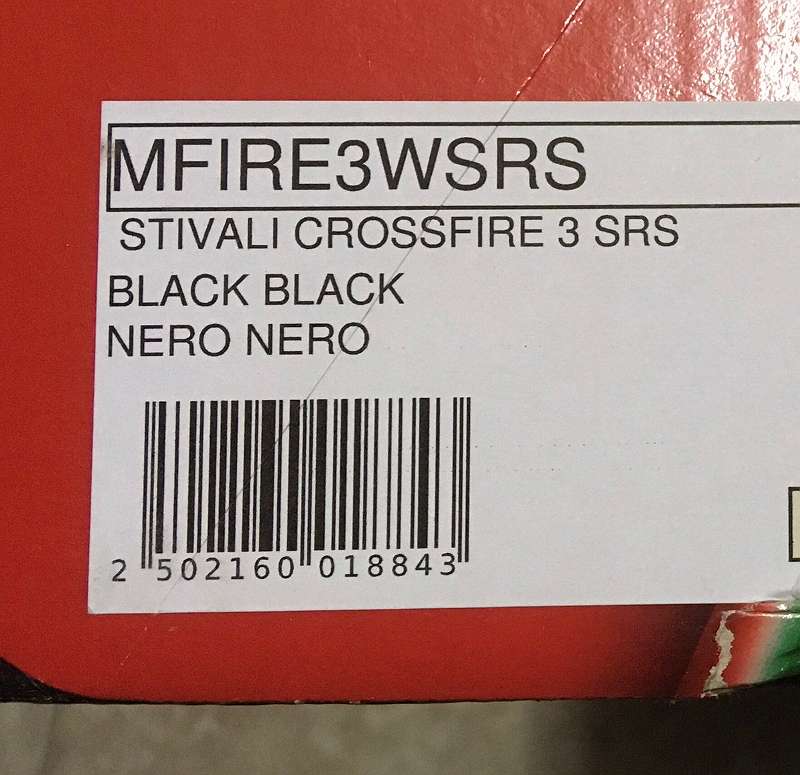 MFIRE3WSRS
STIVALI CROSSFIRE 3 SRS
BLACK BLACK
NERO NERO
2 502160 018843